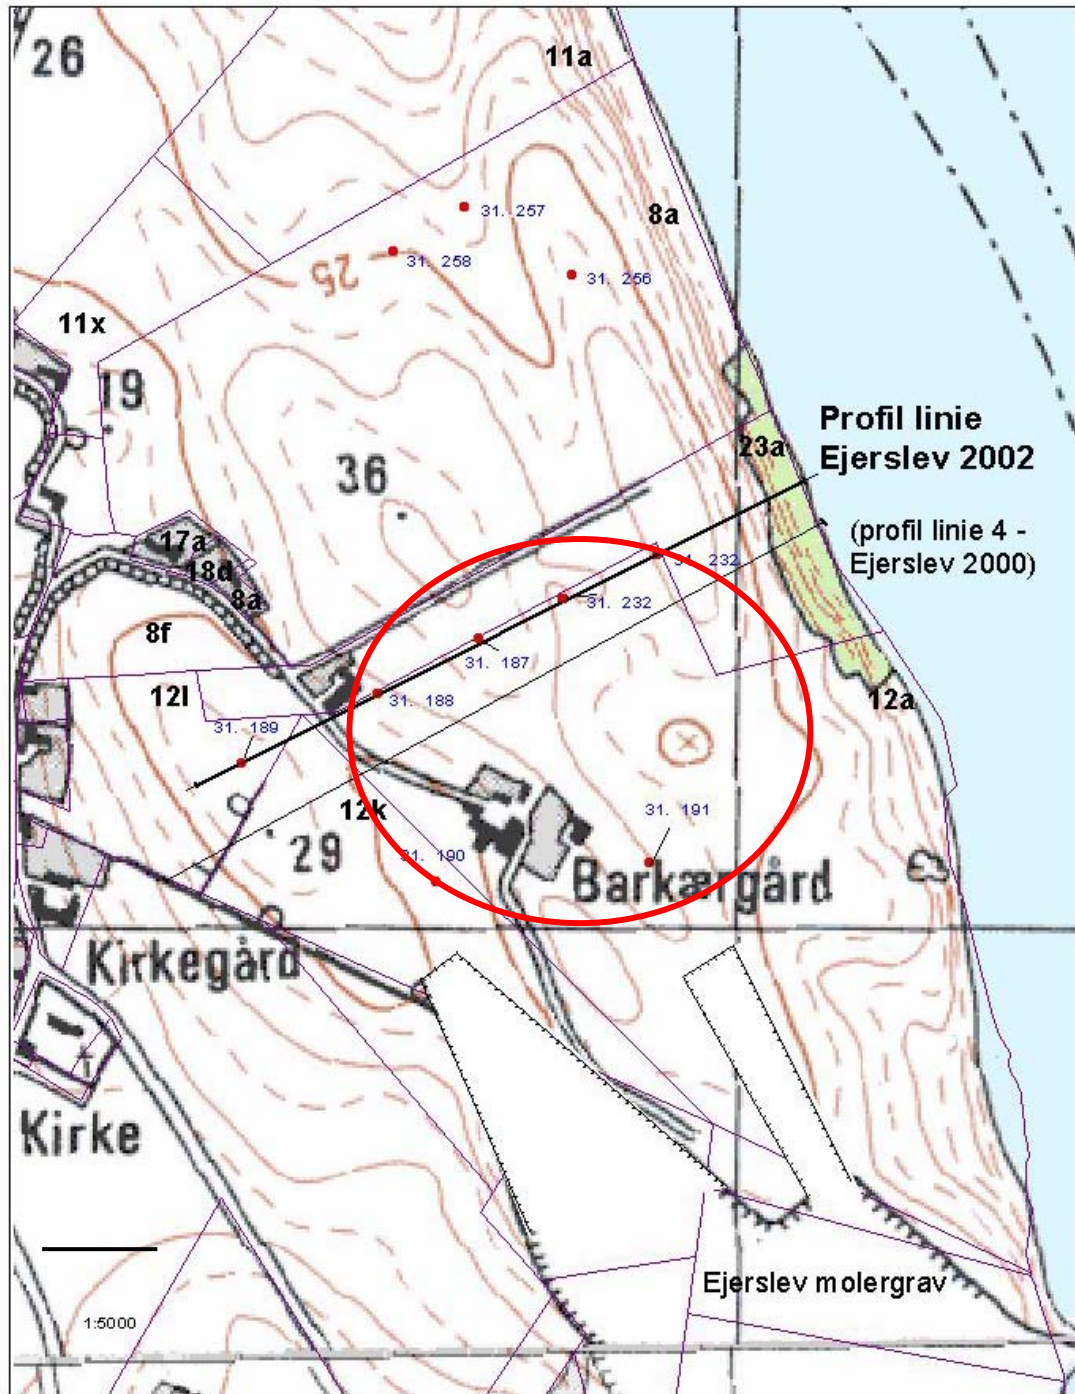 26
11a
8a
31. 257
31. 258
31. 256
25
11x
19
Profil linie
Ejerslev 2002
23a
36
(profil linie 4 -
Ejerslev 2000)
17a
18d
8a
31. 232
31. 232
8f
31. 187
12l
31. 188
12a
31. 189
12k
31. 191
29
31. 190
Barkærgård
Kirkegård
Kirke
Ejerslev molergrav
1:5000